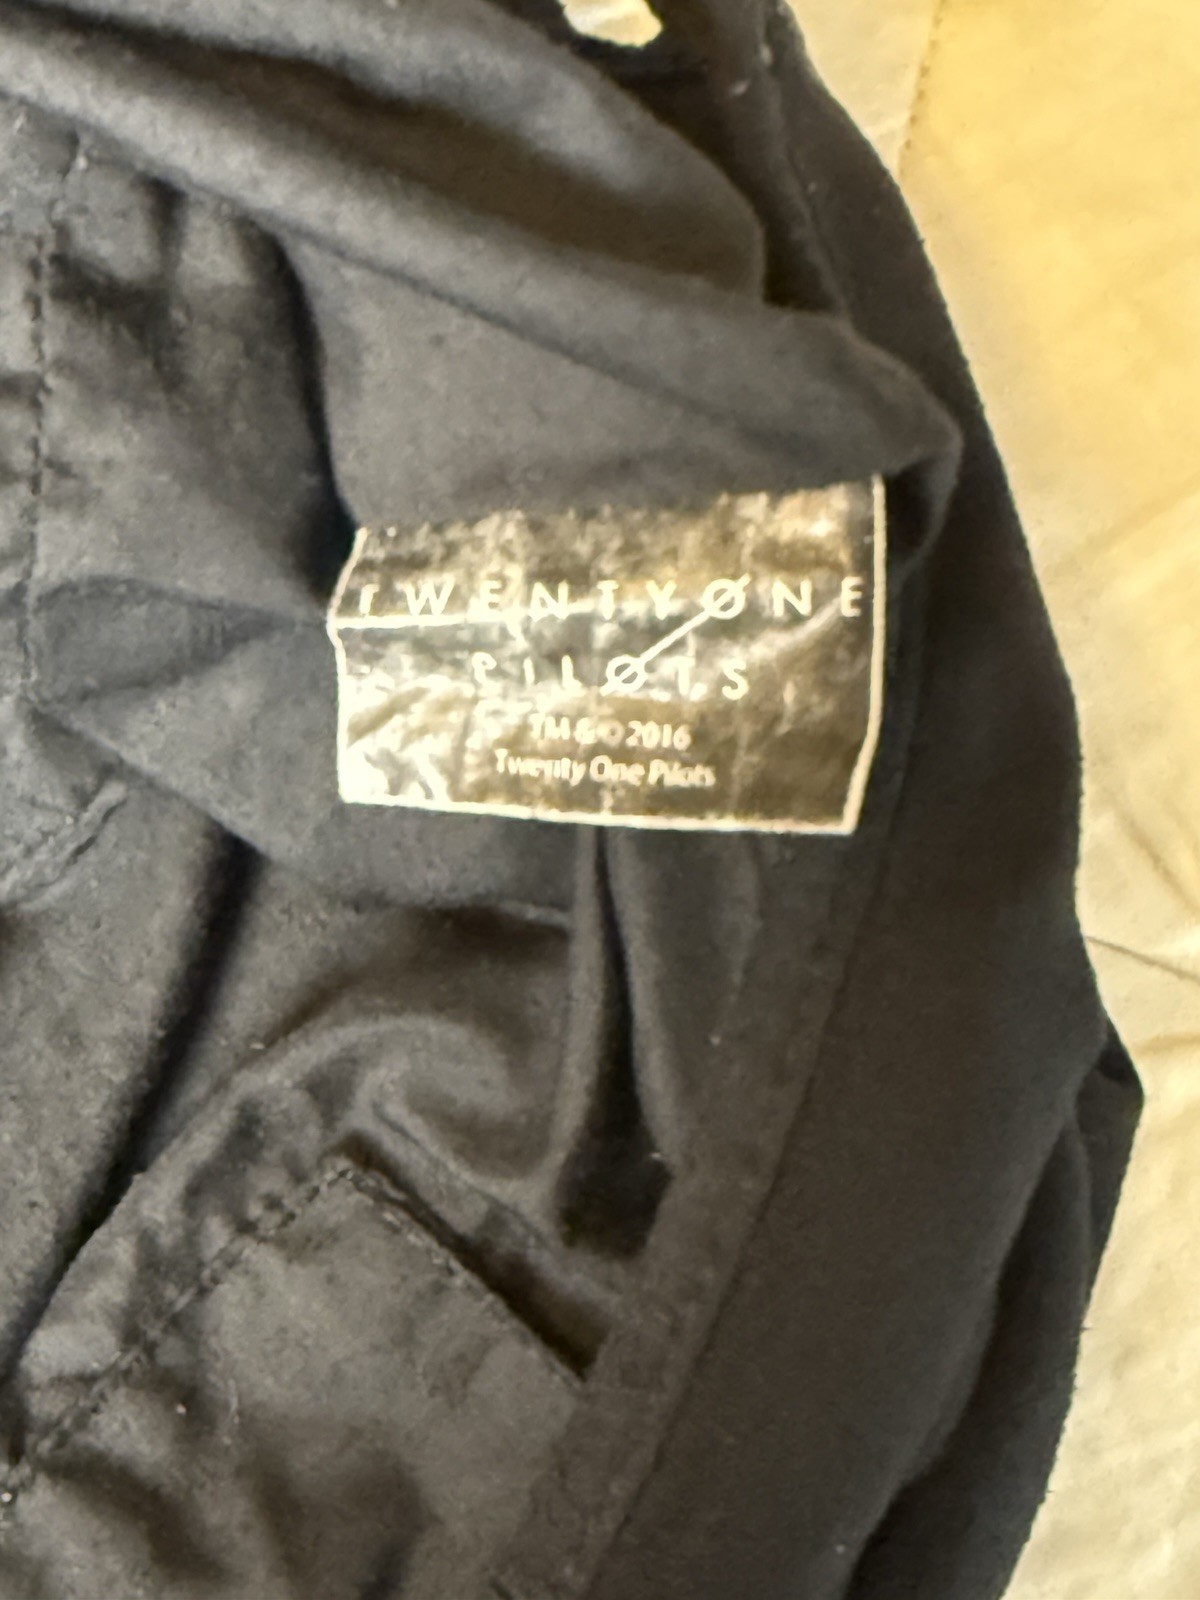 TWENTYØNE
PILØTS
TM & © 2016
Twenty One Pilots